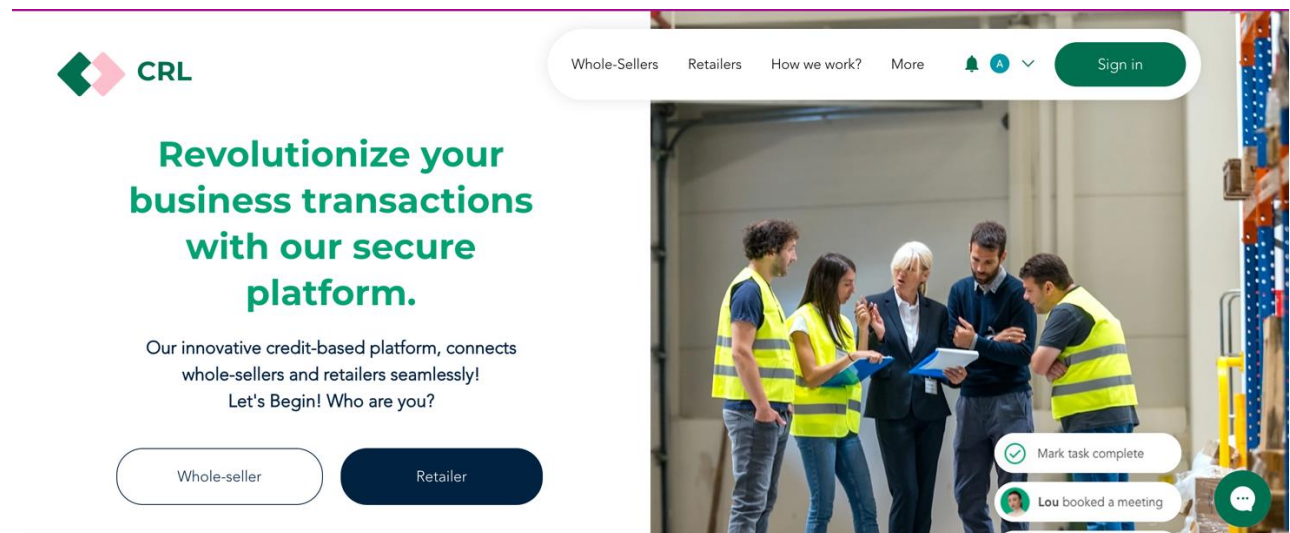 CRL
Whole-Sellers Retailers How we work? More A Sign in
Revolutionize your
business transactions
with our secure
platform.
Our innovative credit-based platform, connects
whole-sellers and retailers seamlessly!
Let's Begin! Who are you?
Whole-seller Retailer
Mark task complete
Lou booked a meeting